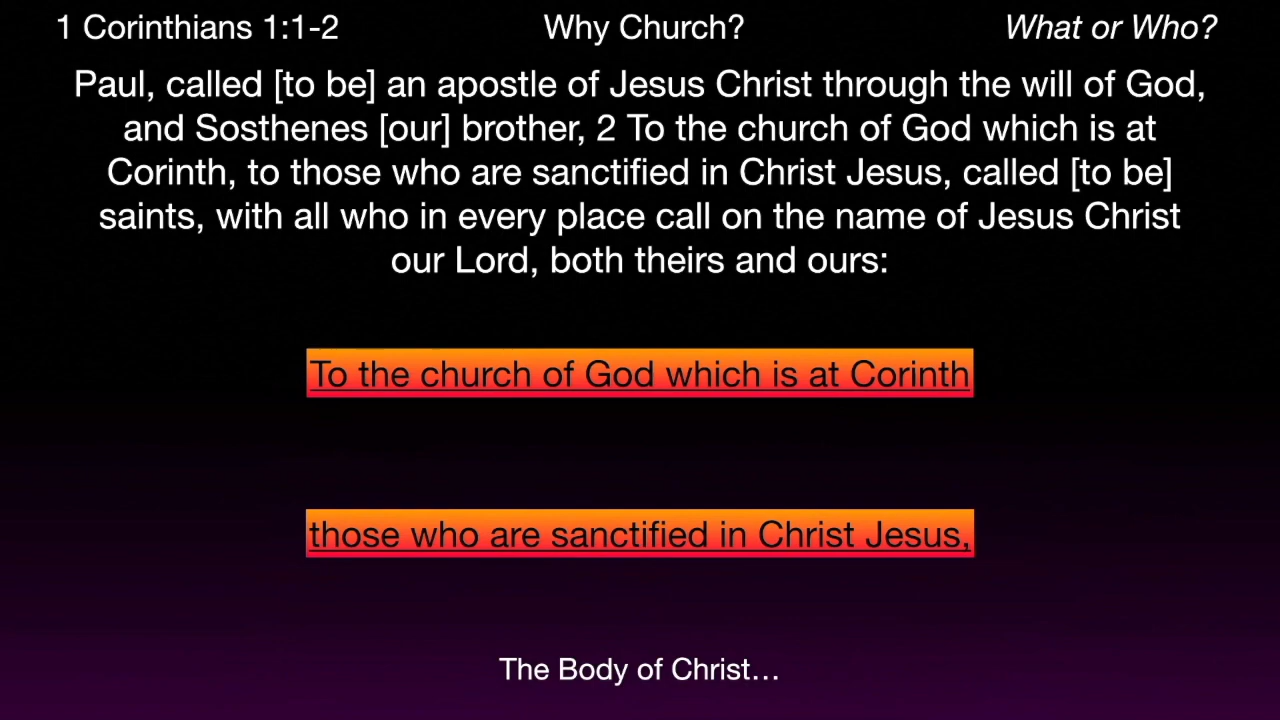 1 Corinthians 1:1-2 Why Church? What or Who?
Paul, called [to be] an apostle of Jesus Christ through the will of God,
and Sosthenes [our] brother, 2 To the church of God which is at
Corinth, to those who are sanctified in Christ Jesus, called [to be]
saints, with all who in every place call on the name of Jesus Christ
our Lord, both theirs and ours:
To the church of God which is at Corinth
those who are sanctified in Christ Jesus,
The Body of Christ…